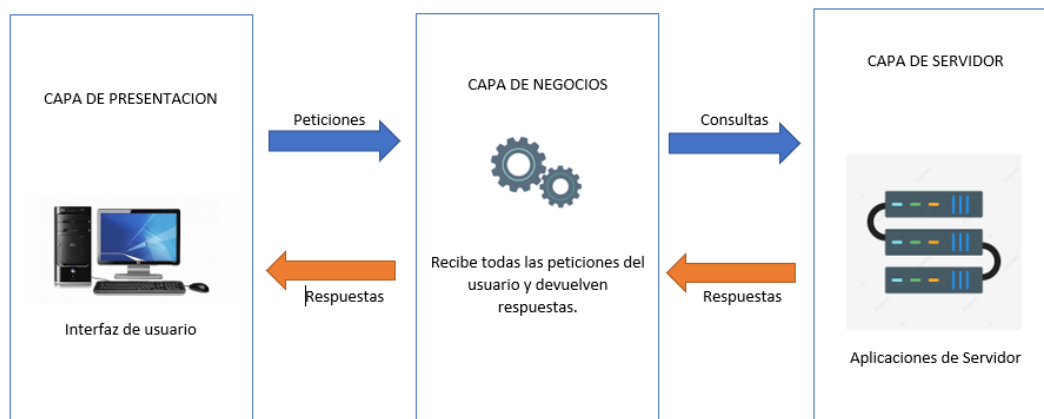 CAPA DE PRESENTACION
Interfaz de usuario
Peticiones
Respuestas
CAPA DE NEGOCIOS
Recibe todas las peticiones del
usuario y devuelven
respuestas.
Consultas
Respuestas
CAPA DE SERVIDOR
Aplicaciones de Servidor